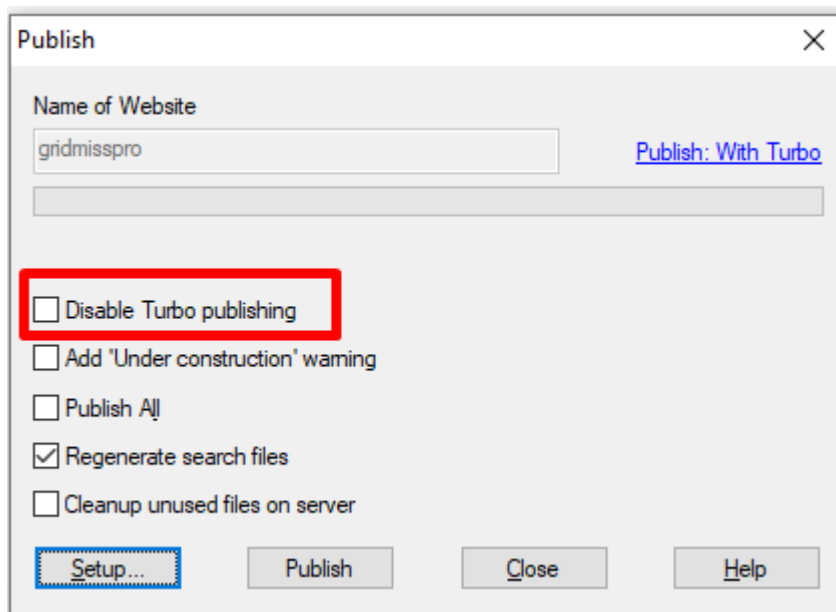 Publish
Name of Website
gridmisspro
Publish: With Turbo
Disable Turbo publishing
Add 'Under construction' warning
Publish All
Regenerate search files
Cleanup unused files on server
Setup...
Publish
Close
Help